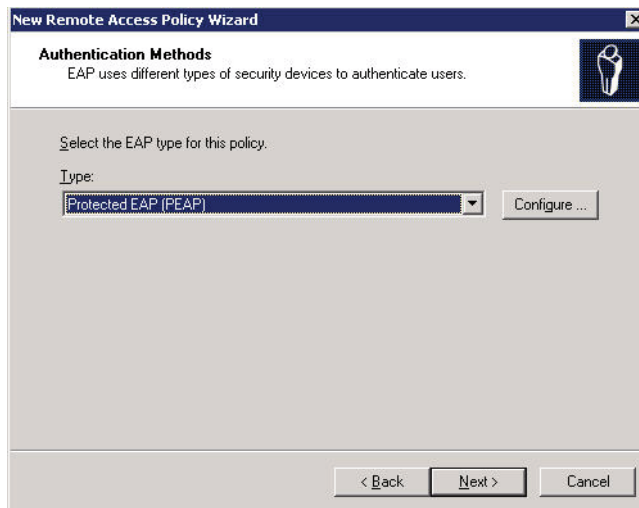 New Remote Access Policy Wizard
Authentication Methods
EAP uses different types of security devices to authenticate users.
Select the EAP type for this policy.
Type:
Protected EAP (PEAP)
Configure ...
< Back
Next >
Cancel